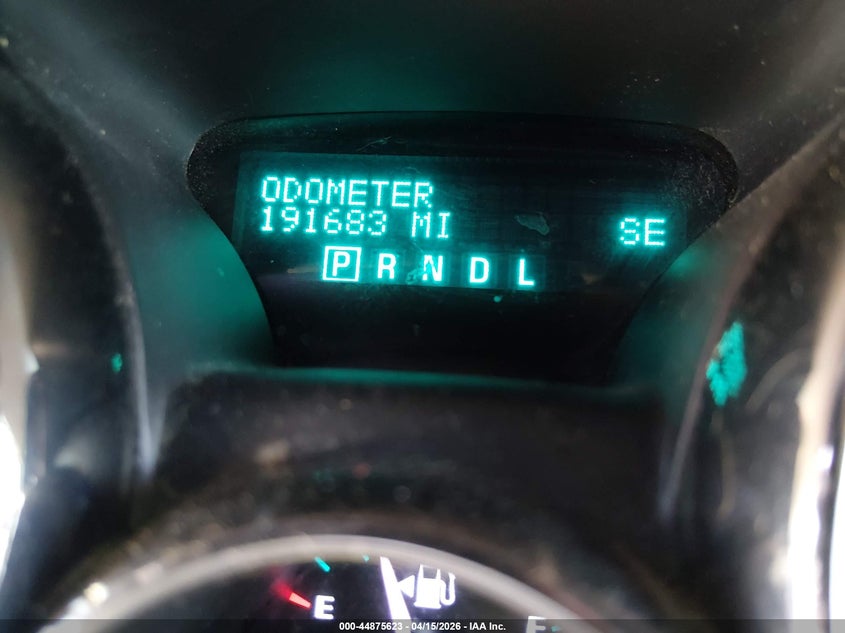 ODOMETER
191683 MI
SE
P R N D L
E
F
000-44875623 - 04/15/2026 - IAA Inc.